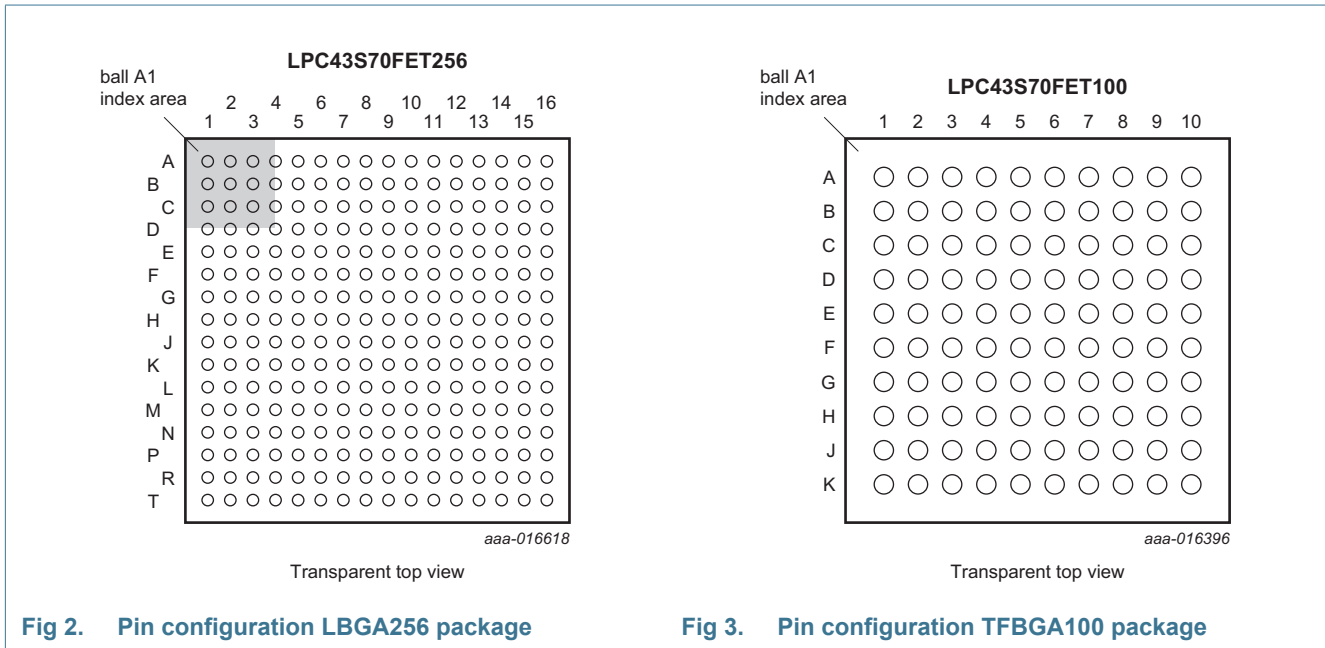 LPC43S70FET256
ball A1
index area
2 4 6 8 10 12 14 16
1 3 5 7 9 11 13 15
A
B
C
D
E
F
G
H
J
K
L
M
N
P
R
T
aaa-016618
Transparent top view
Fig 2. Pin configuration LBGA256 package
LPC43S70FET100
ball A1
index area
1 2 3 4 5 6 7 8 9 10
A
B
C
D
E
F
G
H
J
K
aaa-016396
Transparent top view
Fig 3. Pin configuration TFBGA100 package